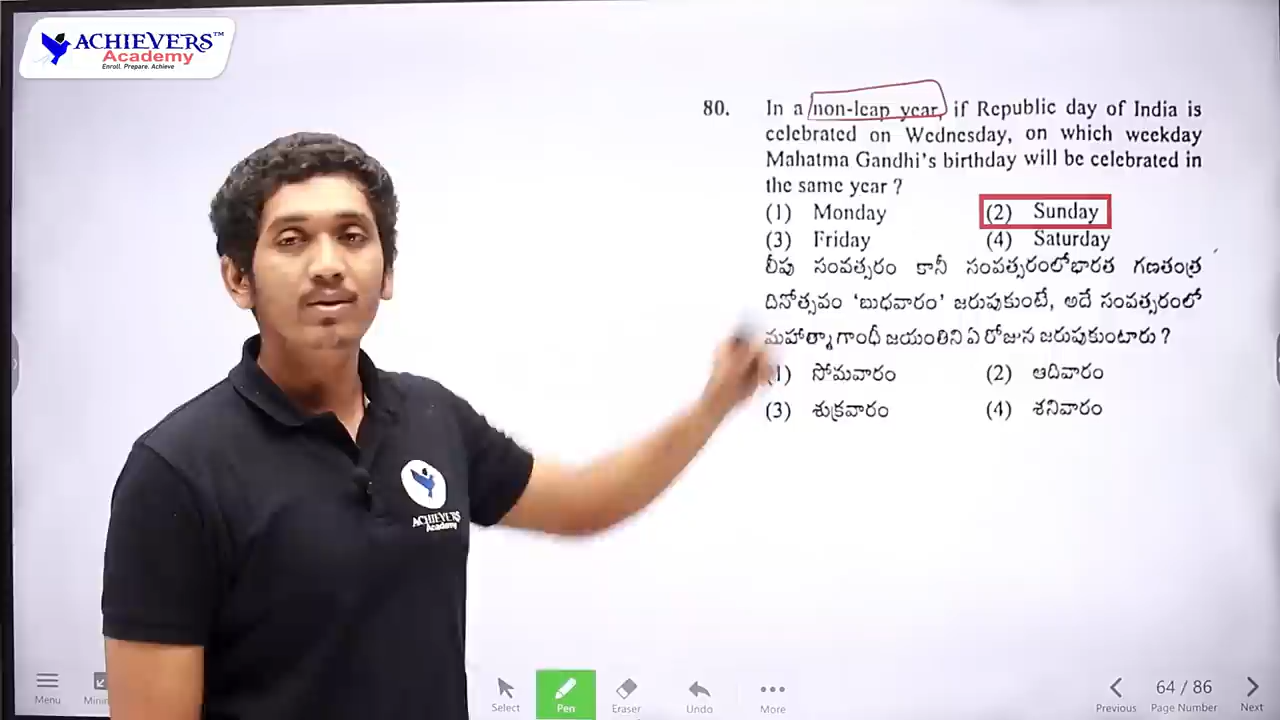 ACHIEVERS™
Academy
Enroll. Prepare. Achieve
80. In a non-leap year, if Republic day of India is
celebrated on Wednesday, on which weekday
Mahatma Gandhi's birthday will be celebrated in
the same year ?
(1) Monday (2) Sunday
(3) Friday (4) Saturday
లీపు సంవత్సరం కానీ సంవత్సరంలోభారత గణతంత్ర
దినోత్సవం 'బుధవారం' జరుపుకుంటే, అదే సంవత్సరంలో
మహాత్మా గాంధీ జయంతిని ఏ రోజున జరుపుకుంటారు ?
(1) సోమవారం (2) ఆదివారం
(3) శుక్రవారం (4) శనివారం
ACHIEVERS
Academy
Menu
Select
Pen
Eraser
Undo
More
Previous
64 / 86
Page Number
Next